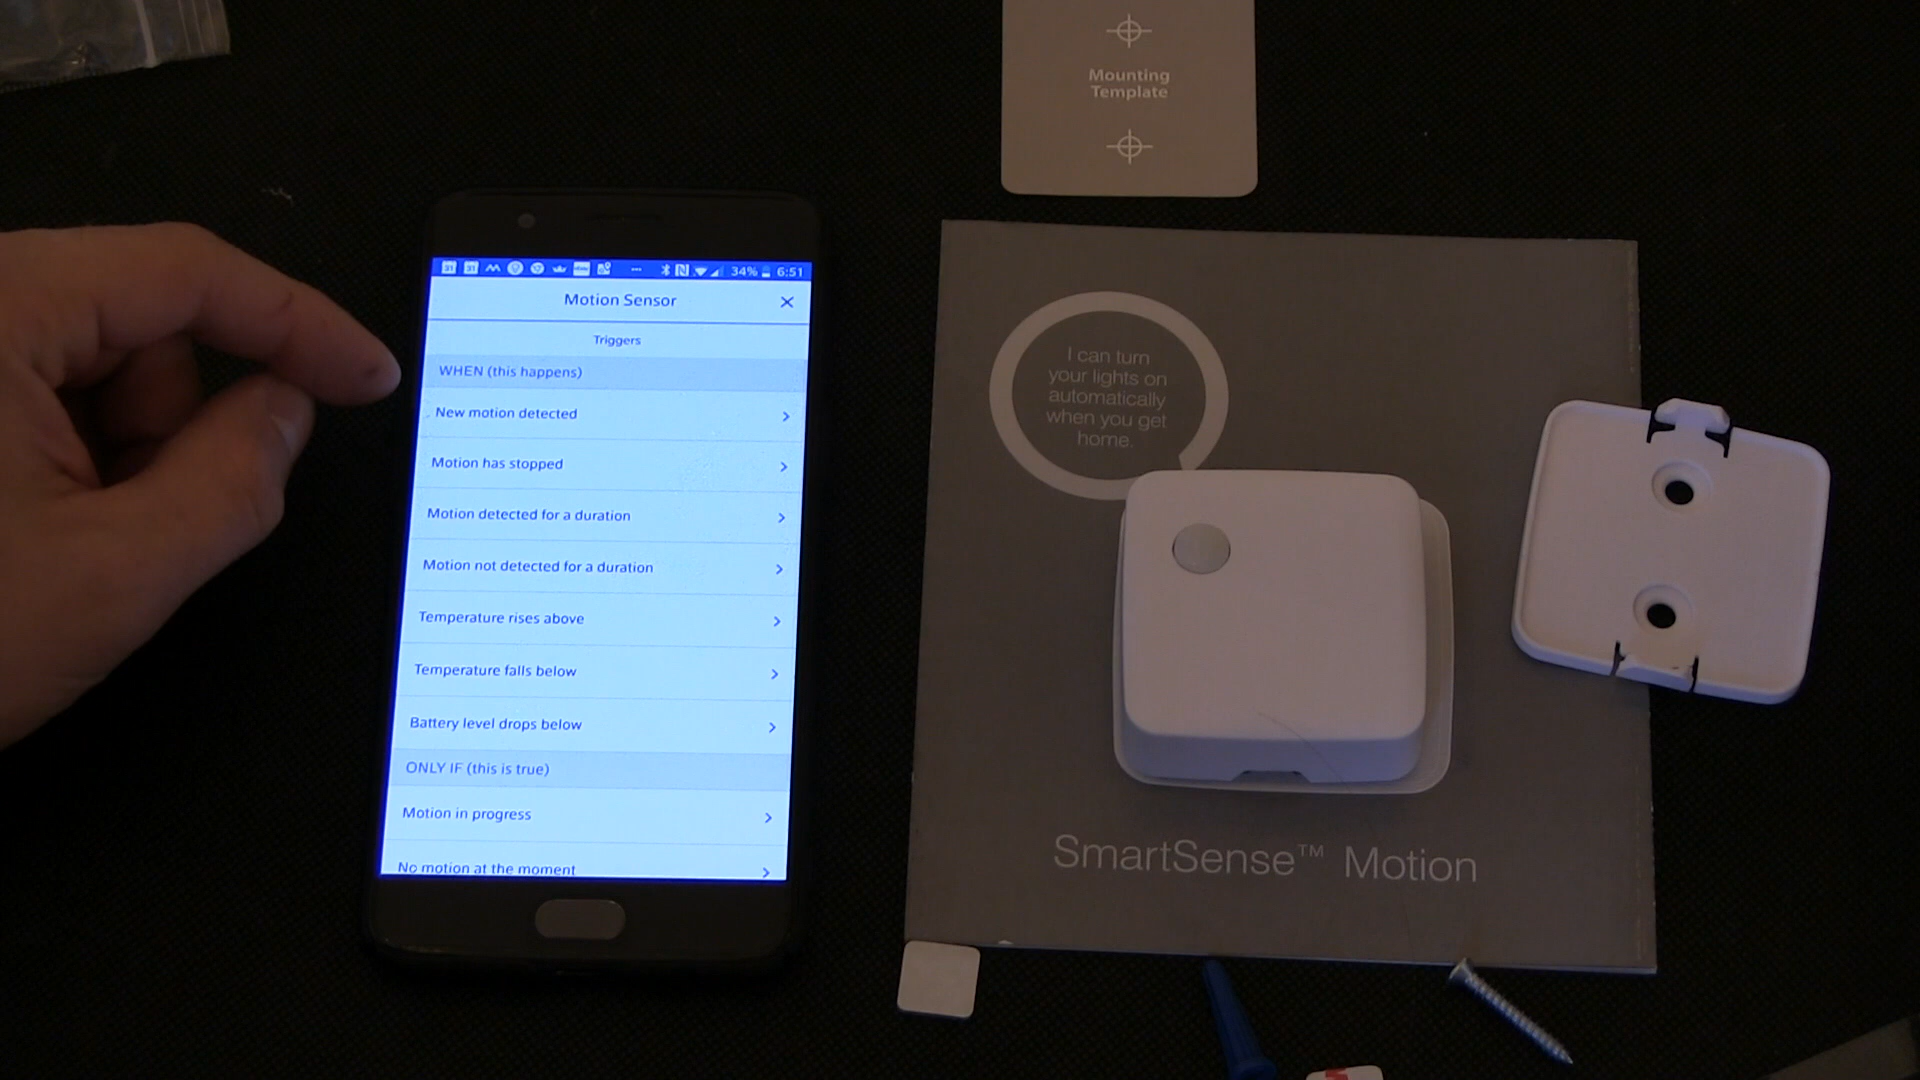 Mounting
Template
31 31 34% 6:51
Motion Sensor
Triggers
WHEN (this happens)
New motion detected
Motion has stopped
Motion detected for a duration
Motion not detected for a duration
Temperature rises above
Temperature falls below
Battery level drops below
ONLY IF (this is true)
Motion in progress
No motion at the moment
I can turn
your lights on
automatically
when you get
home.
SmartSense™ Motion